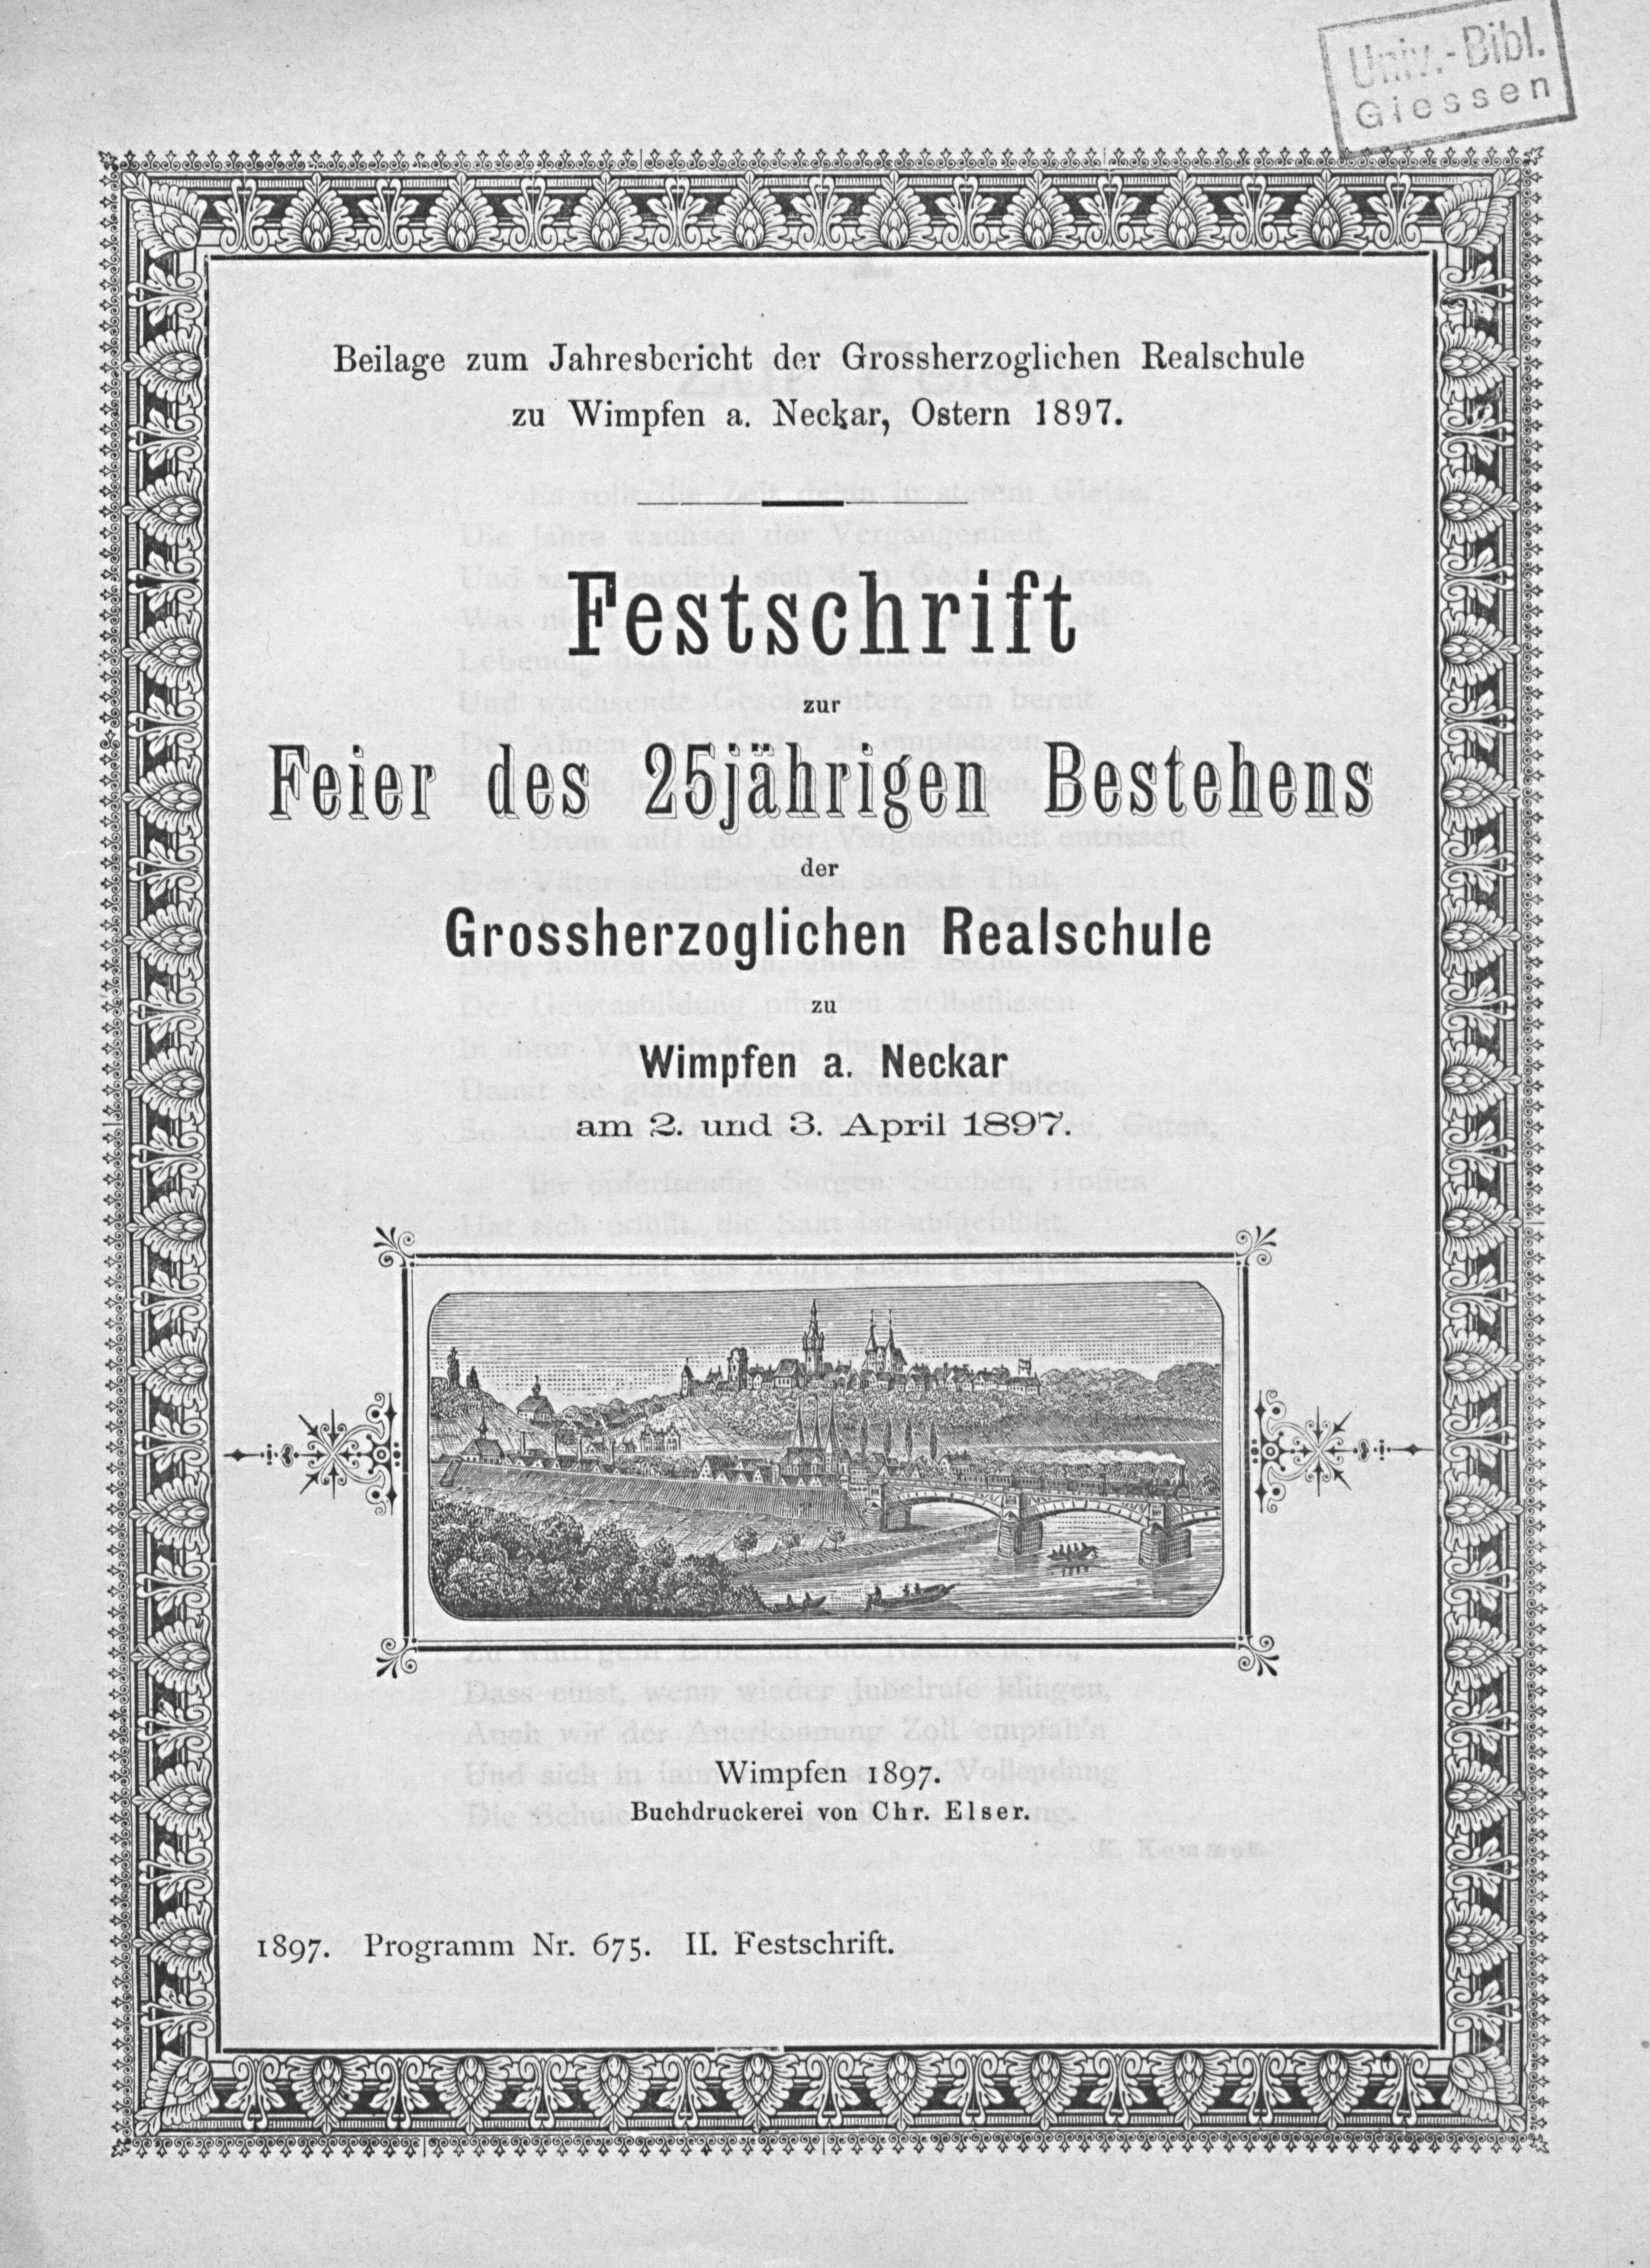 Univ.-Bibl.
Giessen
Beilage zum Jahresbericht der Grossherzoglichen Realschule
zu Wimpfen a. Neckar, Ostern 1897.
Festschrift
zur
Feier des 25jährigen Bestehens
der
Grossherzoglichen Realschule
zu
Wimpfen a. Neckar
am 2. und 3. April 1897.
Wimpfen 1897.
Buchdruckerei von Chr. Elser.
1897. Programm Nr. 675. II. Festschrift.